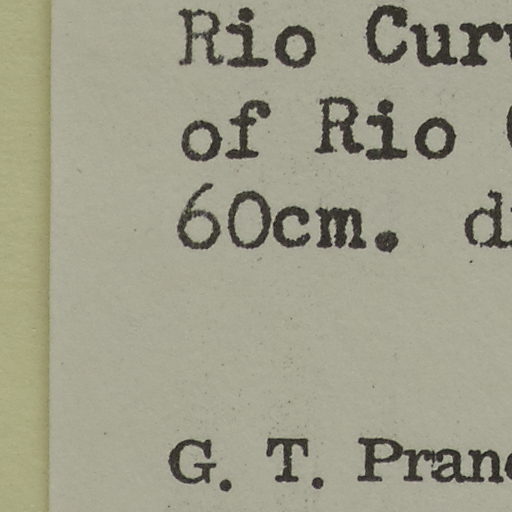 Rio Cur
of Rio
60cm. d
G. T. Pran